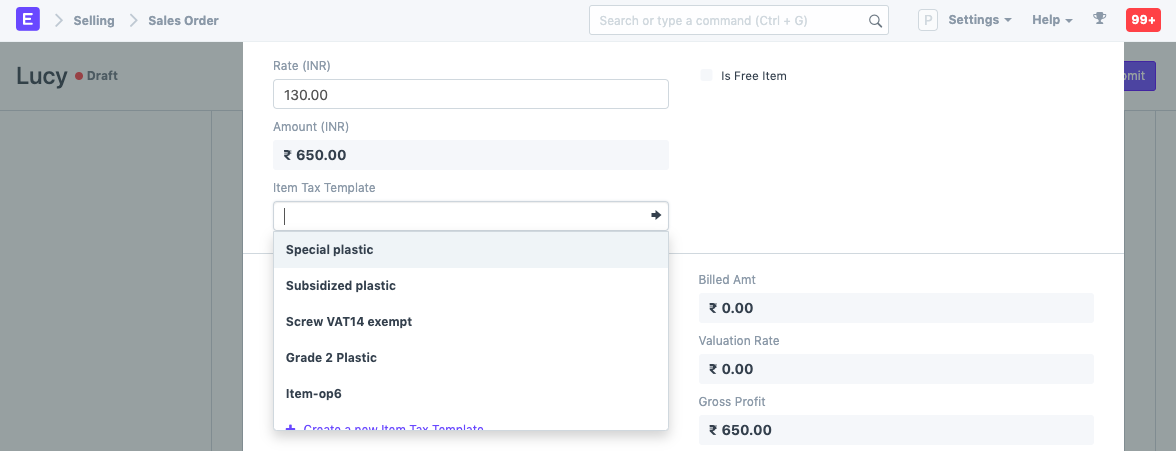 E Selling Sales Order Search or type a command (Ctrl + G) P Settings Help 99+
Lucy Draft
mit
Rate (INR)
130.00
Is Free Item
Amount (INR)
₹ 650.00
Item Tax Template
Special plastic
Subsidized plastic
Screw VAT14 exempt
Grade 2 Plastic
Item-op6
+ Create a new Item Tax Template
Billed Amt
₹ 0.00
Valuation Rate
₹ 0.00
Gross Profit
₹ 650.00